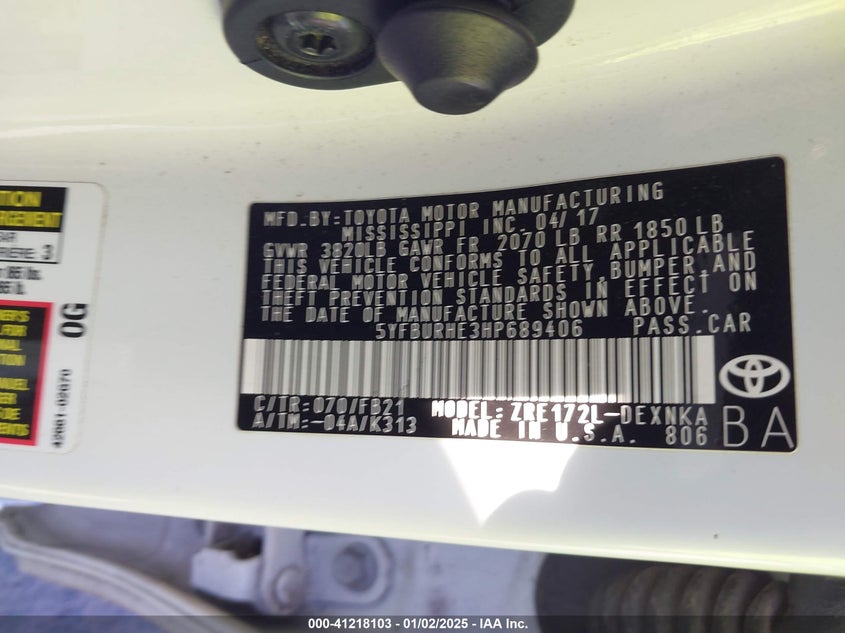 MFD.BY:TOYOTA MOTOR MANUFACTURING
MISSISSIPPI INC. 04/17
GVWR 3820LB GAWR FR 2070 LB RR 1850 LB
THIS VEHICLE CONFORMS TO ALL APPLICABLE
FEDERAL MOTOR VEHICLE SAFETY,BUMPER,AND
THEFT PREVENTION STANDARDS IN EFFECT ON
THE DATE OF MANUFACTURE SHOWN ABOVE.
5YFBURHE3HP689406 PASS.CAR
C/TR:070/FB21 MODEL:ZRE172L-DEXNKA
A/TM:-04A/K313 MADE IN U.S.A. 806
BA
0G
3
000-41218103 - 01/02/2025 - IAA Inc.